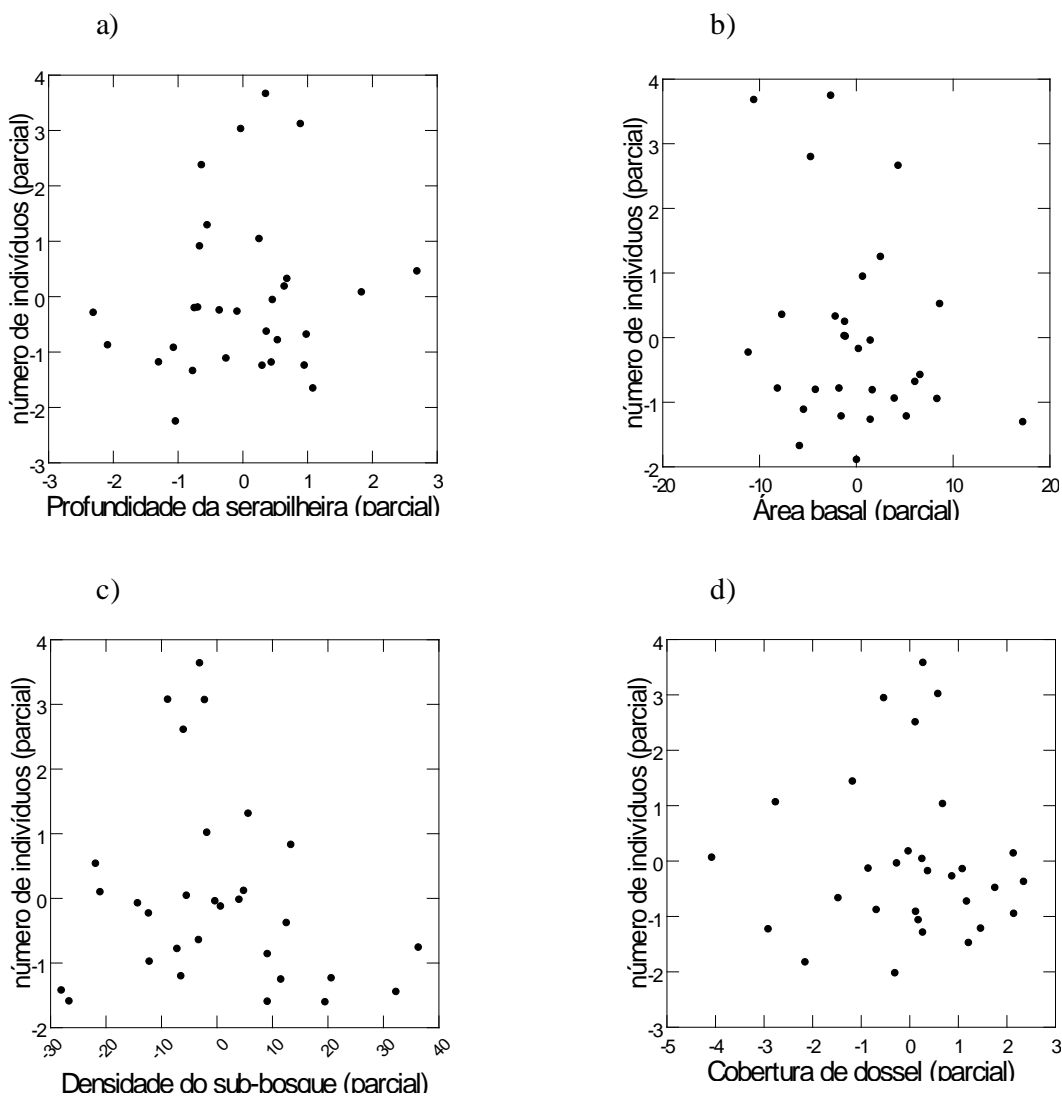 a)
número de indivíduos (parcial)
4
3
2
1
0
-1
-2
-3
-3 -2 -1 0 1 2 3
Profundidade da serapilheira (parcial)
b)
número de indivíduos (parcial)
4
3
2
1
0
-1
-2
-20 -10 0 10 20
Área basal (parcial)
c)
número de indivíduos (parcial)
4
3
2
1
0
-1
-2
-30 -20 -10 0 10 20 30 40
Densidade do sub-bosque (parcial)
d)
número de indivíduos (parcial)
4
3
2
1
0
-1
-2
-3
-5 -4 -3 -2 -1 0 1 2 3
Cobertura de dossel (parcial)